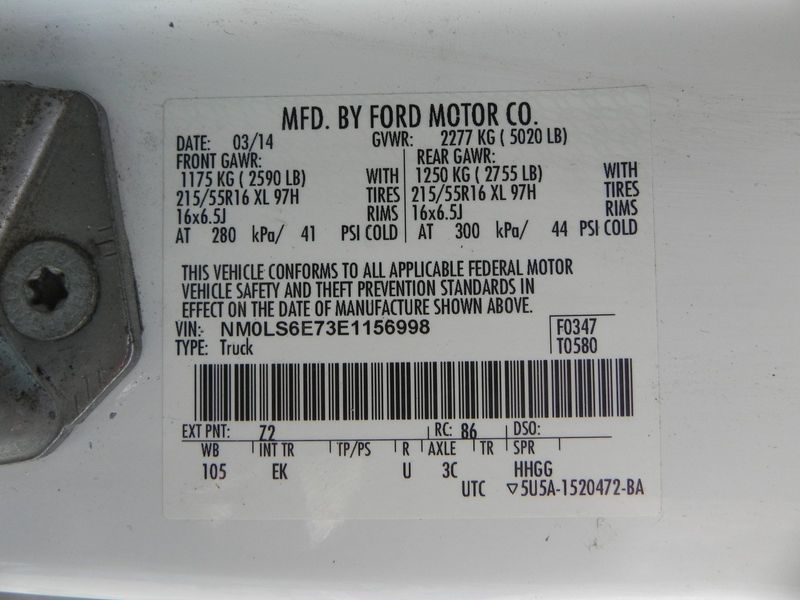 MFD. BY FORD MOTOR CO.
DATE: 03/14 GVWR: 2277 KG ( 5020 LB)
FRONT GAWR: REAR GAWR:
1175 KG ( 2590 LB) WITH 1250 KG ( 2755 LB) WITH
215/55R16 XL 97H TIRES 215/55R16 XL 97H TIRES
16x6.5J RIMS 16x6.5J RIMS
AT 280 kPa/ 41 PSI COLD AT 300 kPa/ 44 PSI COLD
THIS VEHICLE CONFORMS TO ALL APPLICABLE FEDERAL MOTOR
VEHICLE SAFETY AND THEFT PREVENTION STANDARDS IN
EFFECT ON THE DATE OF MANUFACTURE SHOWN ABOVE.
VIN: NM0LS6E73E1156998 F0347
TYPE: Truck T0580
EXT PNT: Z2 RC: 86 DSO:
WB INT TR TP/PS R AXLE TR SPR
105 EK U 3C HHGG
UTC ▽5U5A-1520472-BA